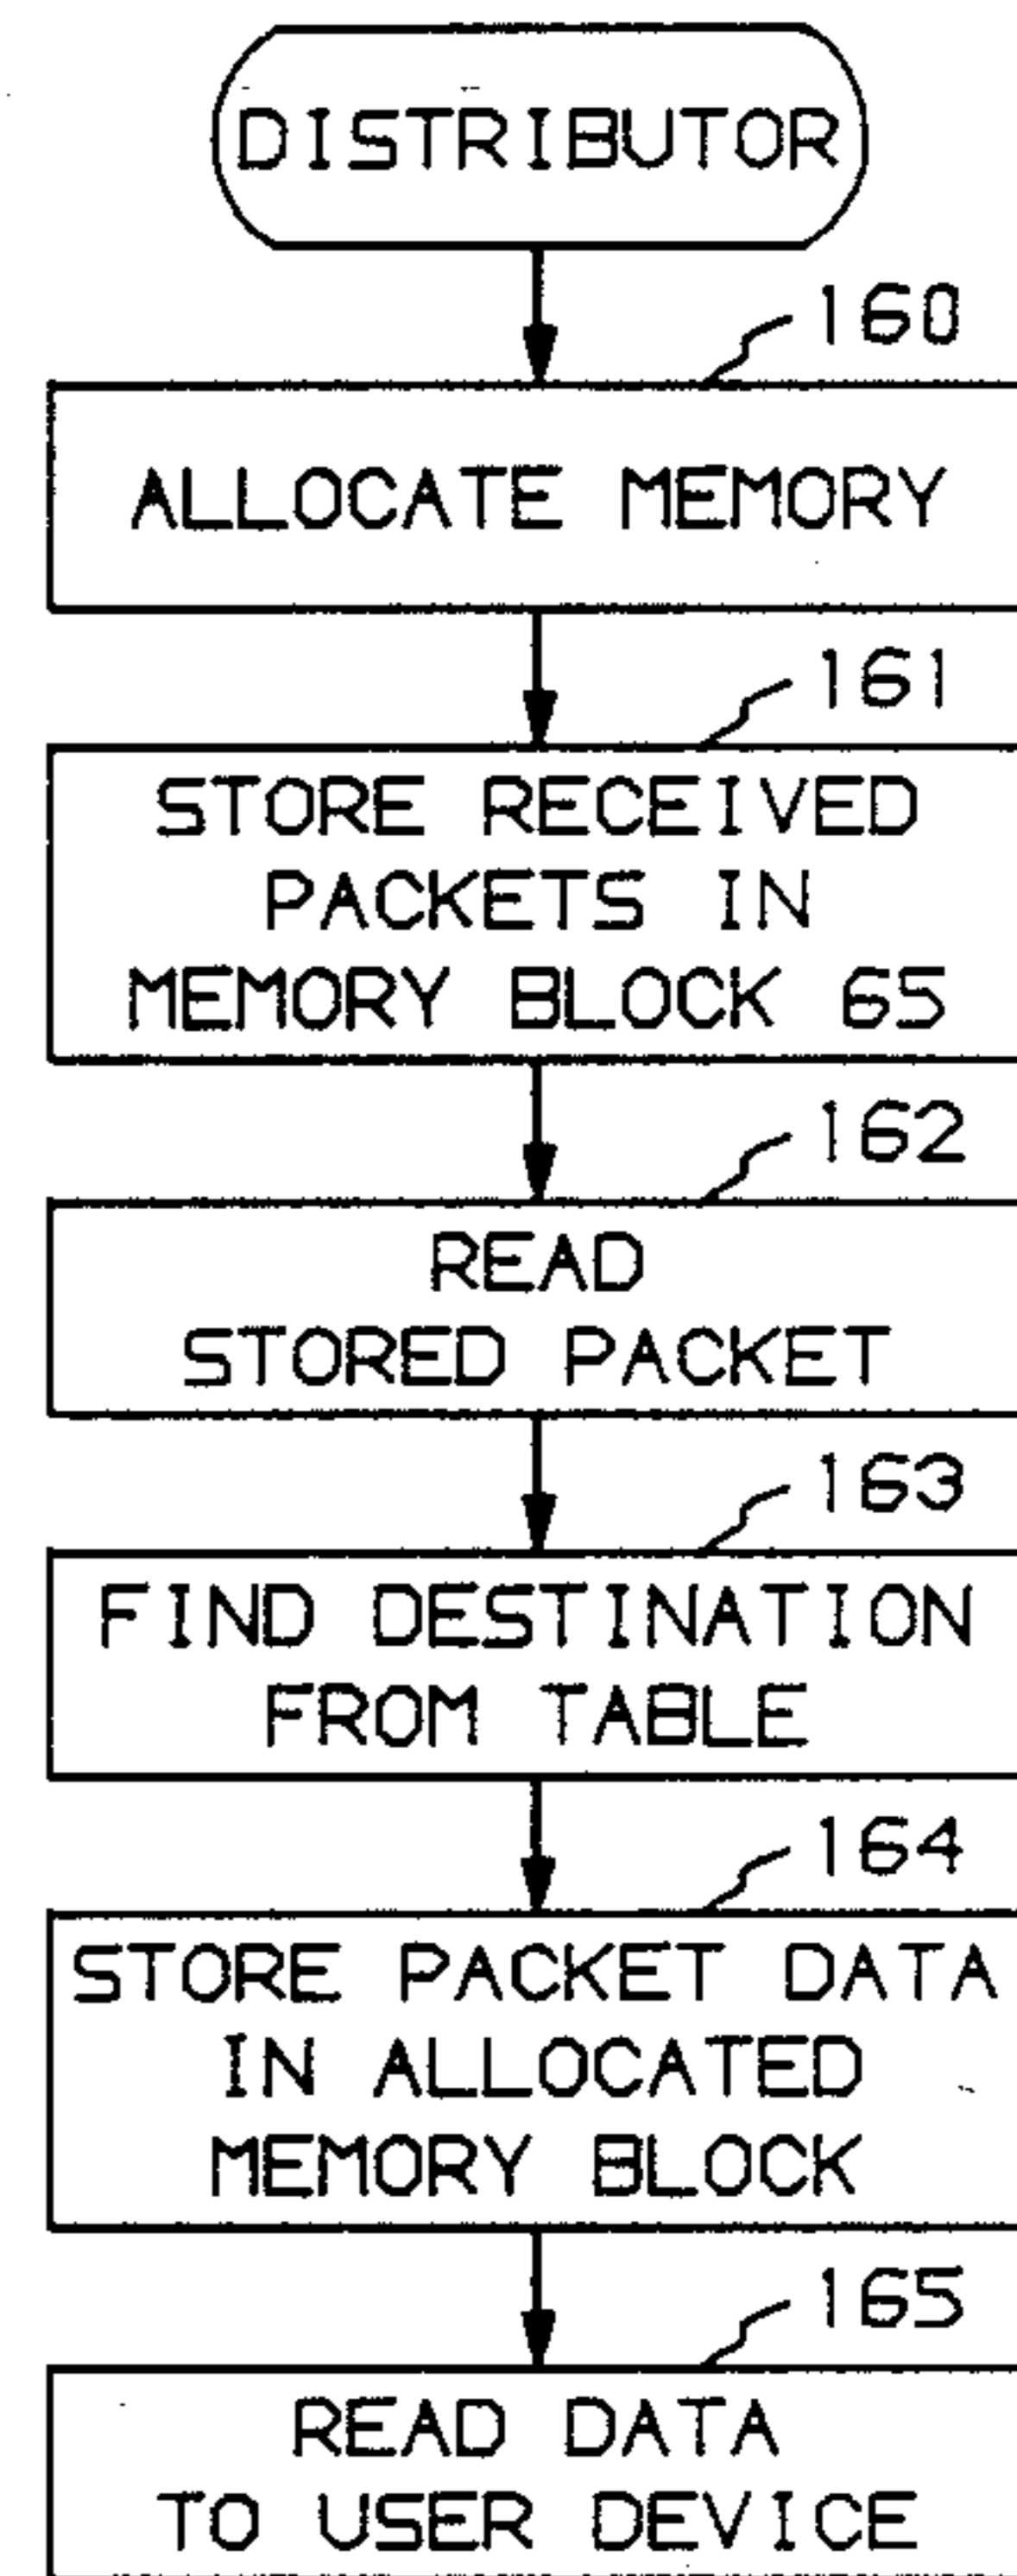 DISTRIBUTOR
160
ALLOCATE MEMORY
161
STORE RECEIVED
PACKETS IN
MEMORY BLOCK 65
162
READ
STORED PACKET
163
FIND DESTINATION
FROM TABLE
164
STORE PACKET DATA
IN ALLOCATED
MEMORY BLOCK
165
READ DATA
TO USER DEVICE